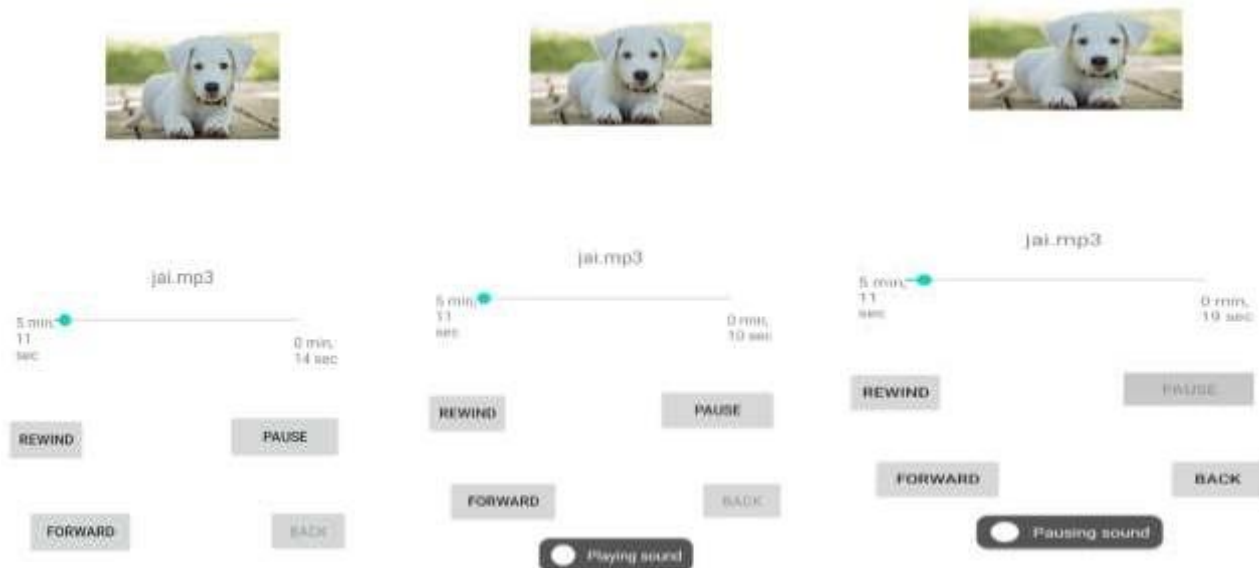 jai.mp3
5 min,
11
sec
0 min,
14 sec
REWIND
PAUSE
FORWARD
BACK
jai.mp3
5 min,
11
sec
0 min,
10 sec
REWIND
PAUSE
FORWARD
BACK
Playing sound
jai.mp3
5 min,
11
sec
0 min,
19 sec
REWIND
PAUSE
FORWARD
BACK
Pausing sound